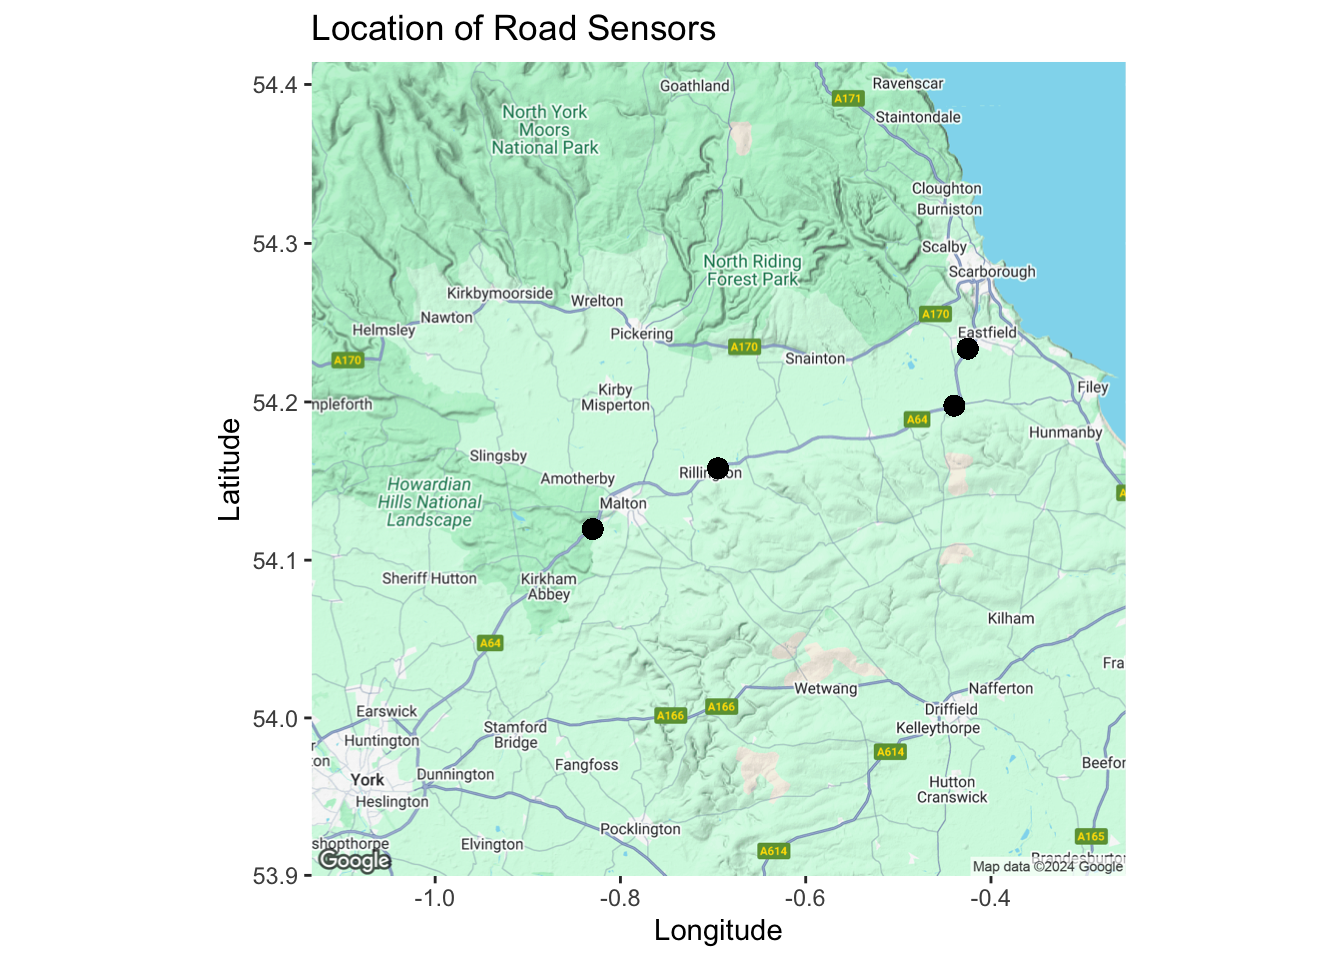 Location of Road Sensors
54.4
54.3
54.2
54.1
54.0
53.9
Latitude
-1.0
-0.8
-0.6
-0.4
Longitude
Goathland
Ravenscar
A171
Staintondale
North York
Moors
National Park
Cloughton
Burniston
Scalby
Scarborough
North Riding
Forest Park
Kirkbymoorside
Wrelton
Nawton
Helmsley
Pickering
A170
A170
A170
Snainton
Eastfield
Kirby
Misperton
Filey
mpleforth
A64
Hunmanby
Slingsby
Amotherby
Howardian
Hills National
Landscape
Malton
Sheriff Hutton
Kirkham
Abbey
A64
Kilham
Fra
Wetwang
Nafferton
Earswick
A166
A166
Driffield
Kelleythorpe
Stamford
Bridge
Huntington
A614
Fangfoss
Beefor
York
Dunnington
Heslington
Hutton
Cranswick
Pocklington
A165
shopthorpe
Elvington
A614
Google
Map data ©2024 Google